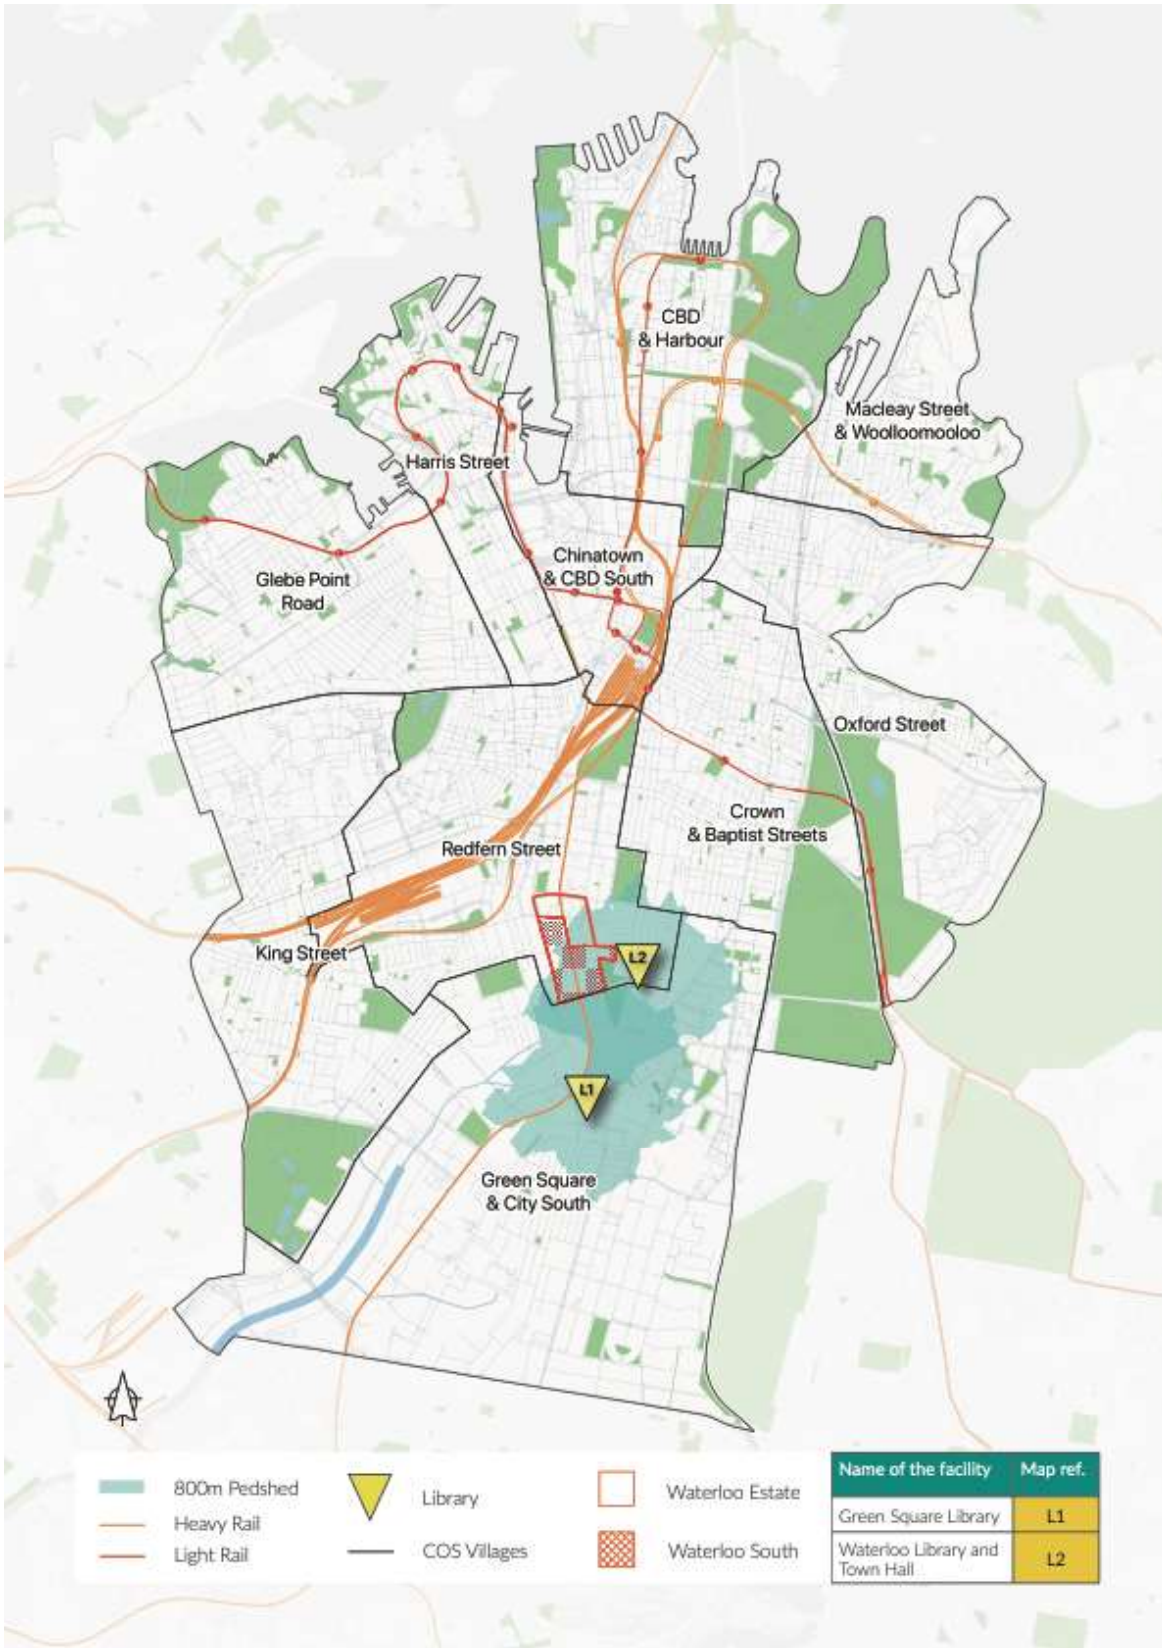 CBD
& Harbour
Macleay Street
& Woolloomooloo
Harris Street
Chinatown
& CBD South
Glebe Point
Road
Oxford Street
Crown
& Baptist Streets
Redfern Street
King Street
L2
L1
Green Square
& City South
800m Pedshed
Heavy Rail
Light Rail
Library
COS Villages
Waterloo Estate
Waterloo South
Name of the facility Map ref.
Green Square Library L1
Waterloo Library and
Town Hall L2